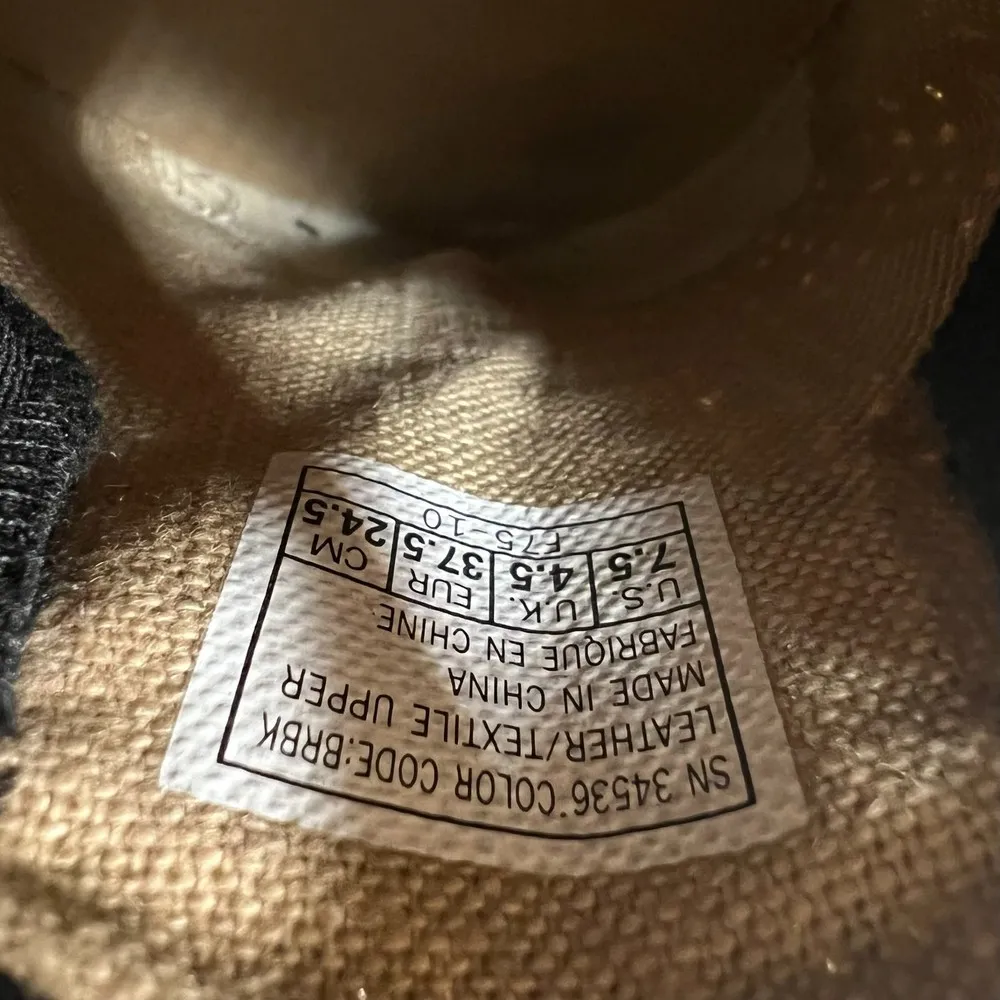 SN 34536 COLOR CODE:BRBK
LEATHER/TEXTILE UPPER
MADE IN CHINA
FABRIQUE EN CHINE
U.S. U.K. EUR CM
7.5 4.5 37.5 24.5
F75-10